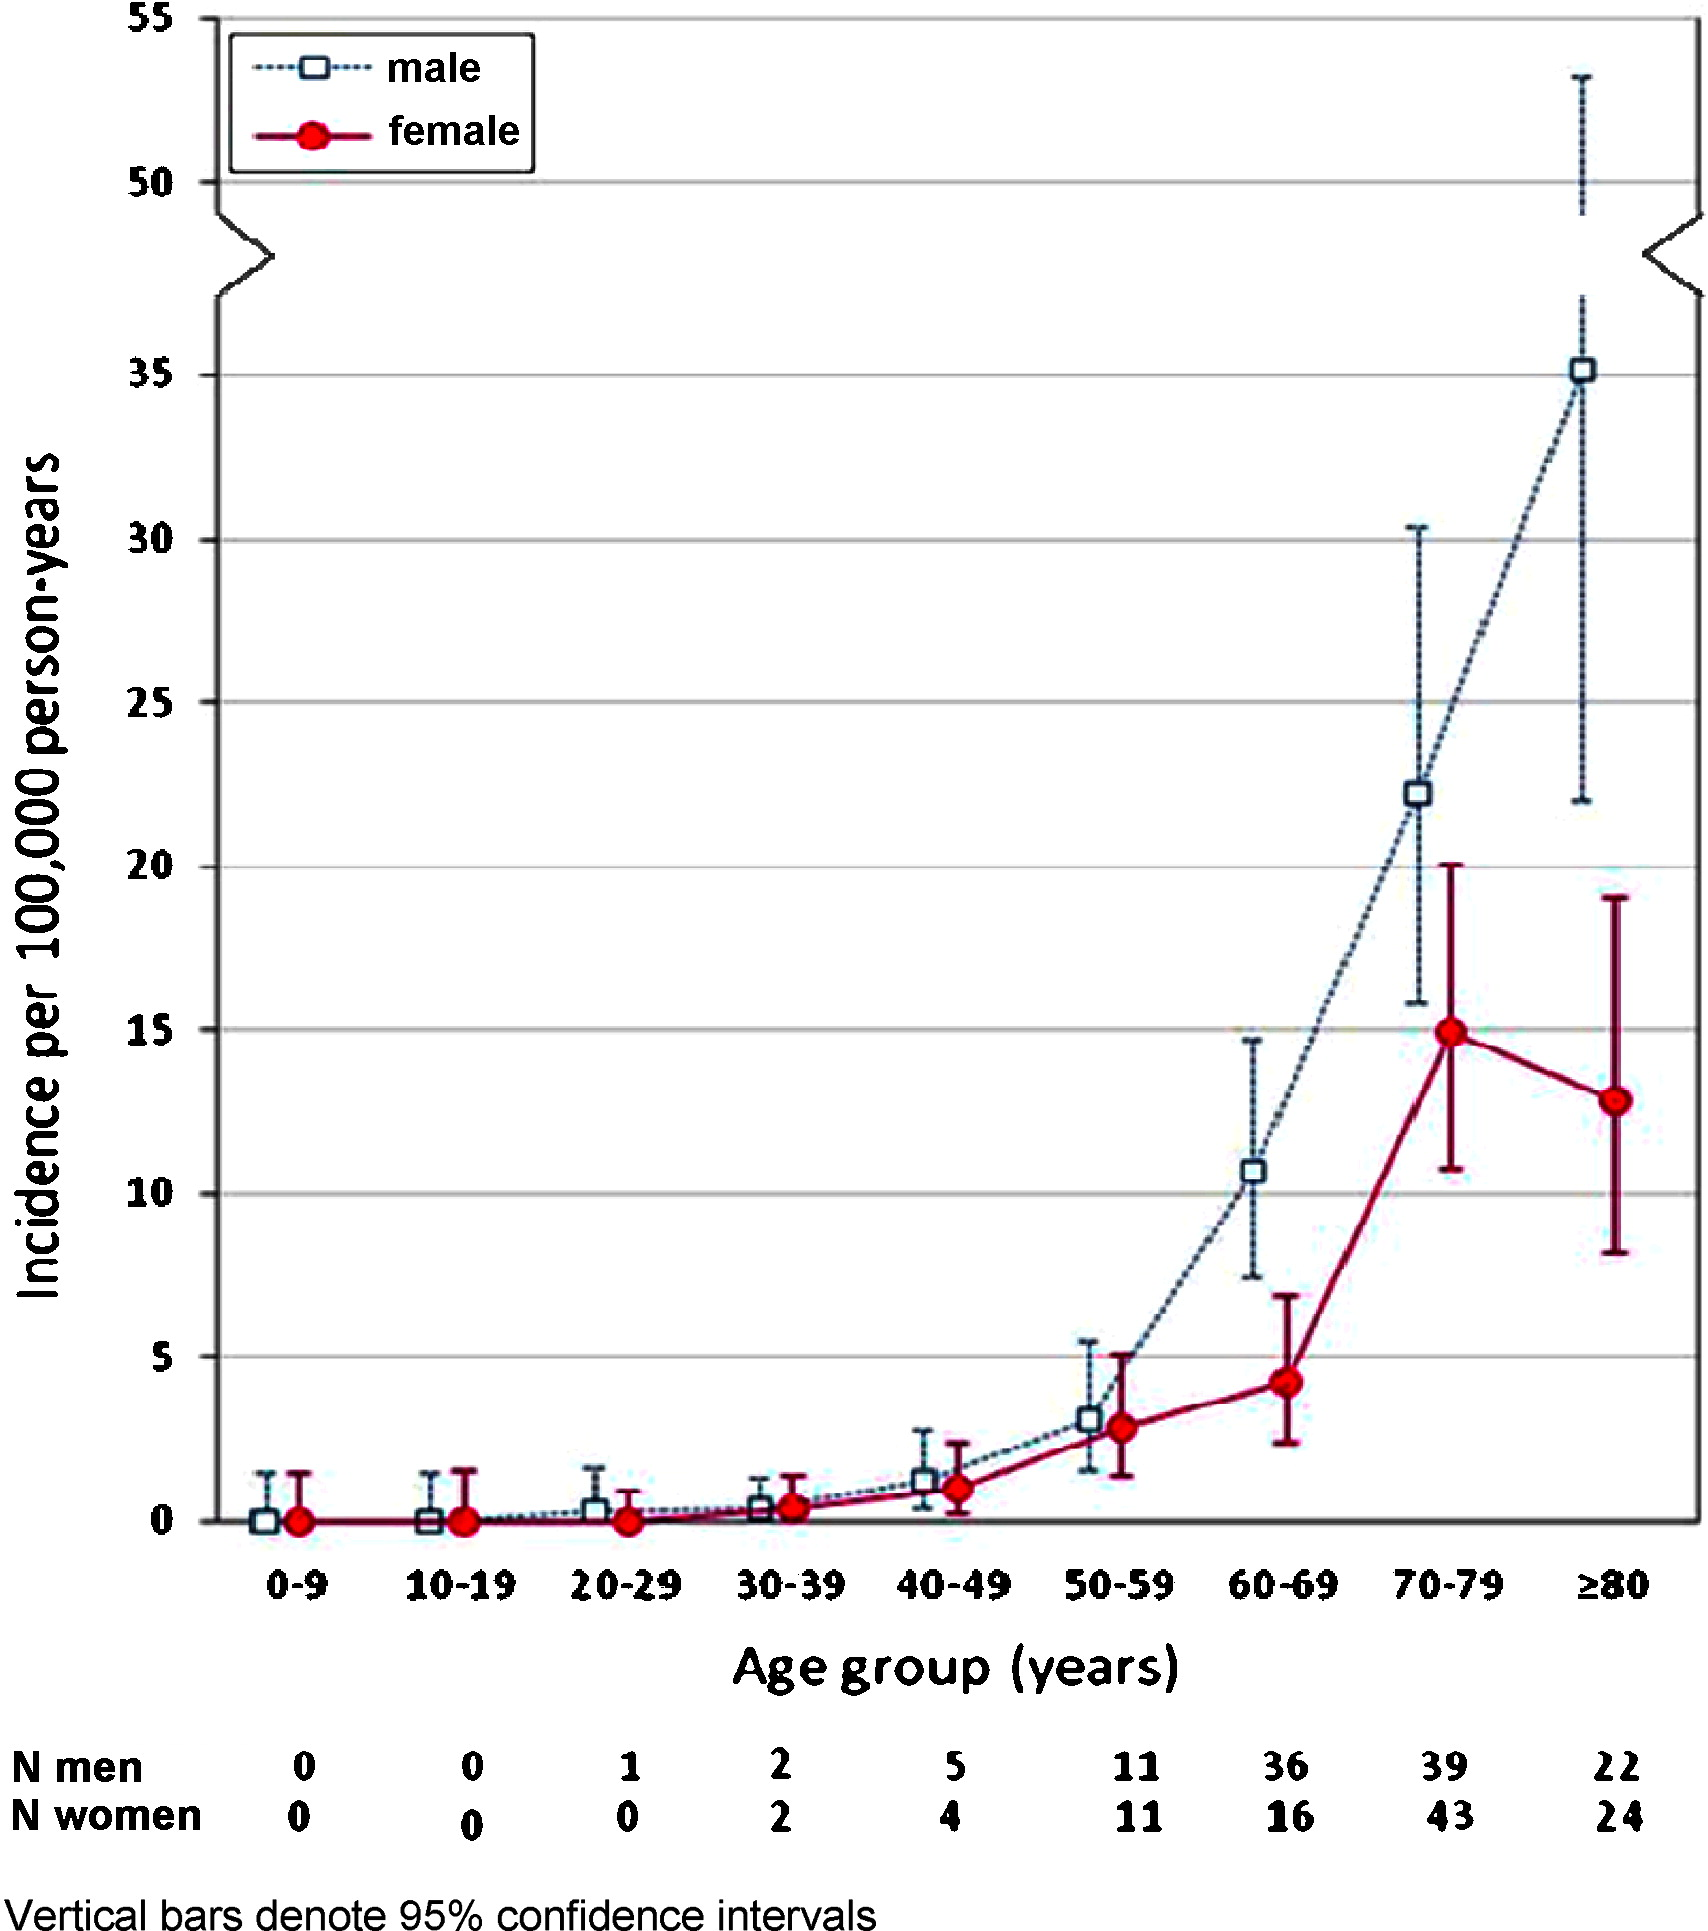 55
male
female
50
35
30
25
20
15
10
5
0
Incidence per 100,000 person-years
0-9 10-19 20-29 30-39 40-49 50-59 60-69 70-79 ≥80
Age group (years)
N men 0 0 1 2 5 11 36 39 22
N women 0 0 0 2 4 11 16 43 24
Vertical bars denote 95% confidence intervals